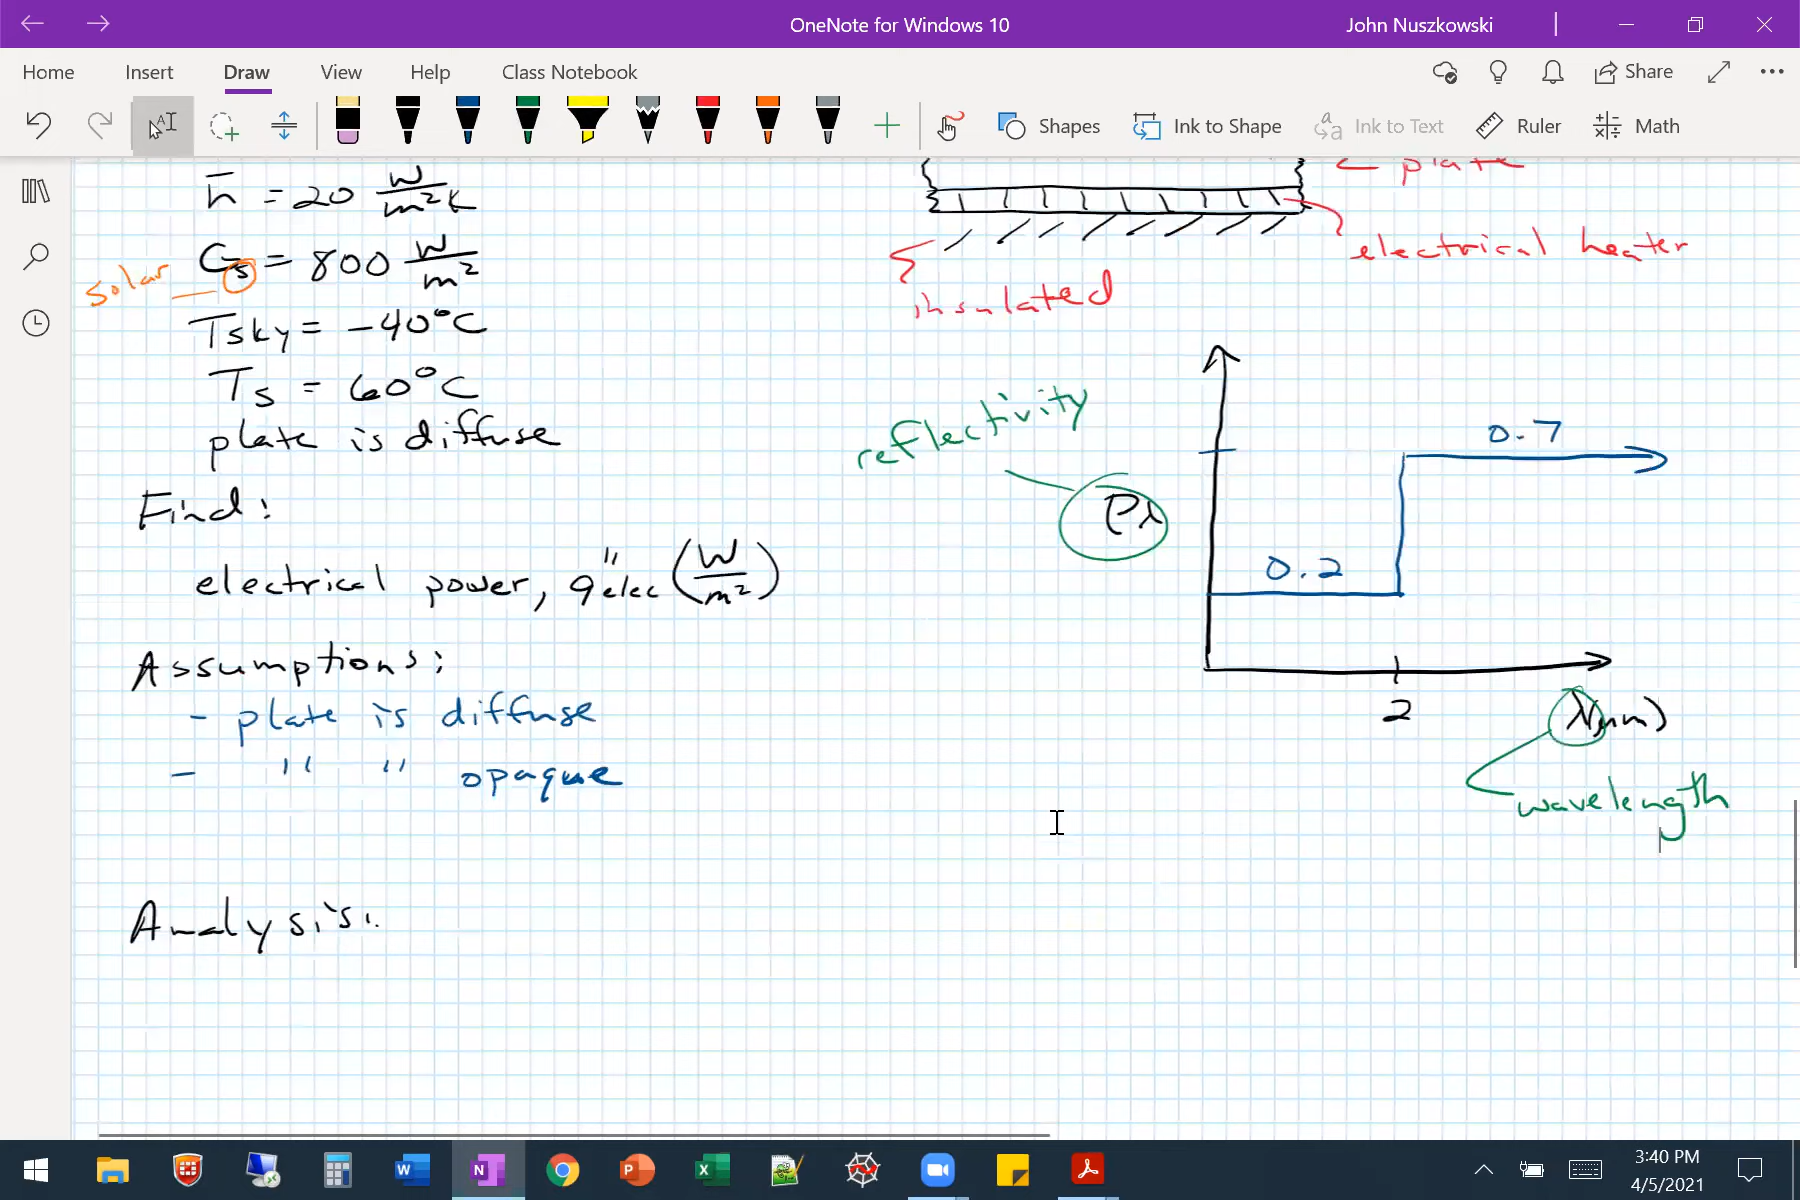 OneNote for Windows 10
John Nuszkowski
Home Insert Draw View Help Class Notebook
Share
Shapes Ink to Shape Ink to Text Ruler Math
h̄ = 20 W/m²K
plate
electrical heater
insulated
Gs = 800 W/m²
solar
Tsky = -40°C
Ts = 60°C
plate is diffuse
reflectivity
ρλ
0.7
0.2
2
λ(μm)
wavelength
Find:
electrical power, q"elec (W/m²)
Assumptions:
- plate is diffuse
- " " opaque
Analysis:
3:40 PM
4/5/2021